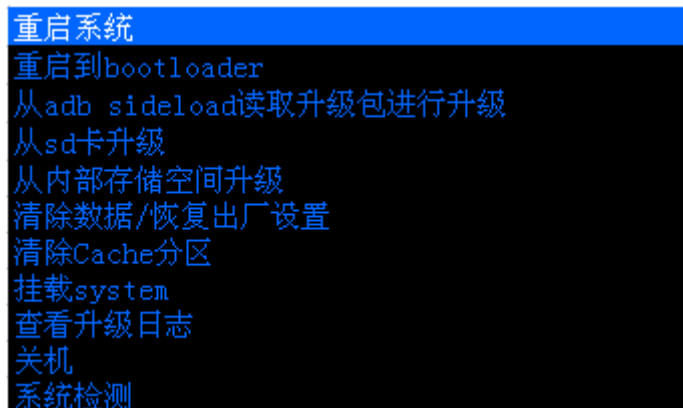 重启系统
重启到bootloader
从adb sideload读取升级包进行升级
从sd卡升级
从内部存储空间升级
清除数据/恢复出厂设置
清除Cache分区
挂载system
查看升级日志
关机
系统检测